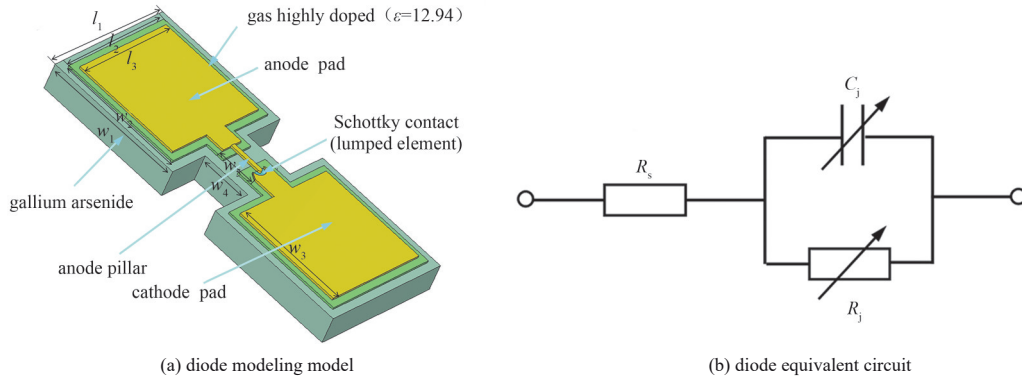 l1
l2
l3
gas highly doped（ε=12.94）
anode pad
Schottky contact
(lumped element)
w2
w1
w5
w4
w3
gallium arsenide
anode pillar
cathode pad
(a) diode modeling model
Cj
Rs
Rj
(b) diode equivalent circuit